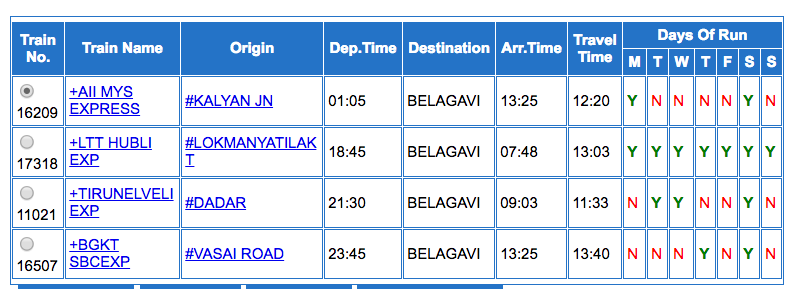 Train No. Train Name Origin Dep.Time Destination Arr.Time Travel Time Days Of Run
M T W T F S S
16209 +AII MYS EXPRESS #KALYAN JN 01:05 BELAGAVI 13:25 12:20 Y N N N N Y N
17318 +LTT HUBLI EXP #LOKMANYATILAK T 18:45 BELAGAVI 07:48 13:03 Y Y Y Y Y Y Y
11021 +TIRUNELVELI EXP #DADAR 21:30 BELAGAVI 09:03 11:33 N Y Y N N Y N
16507 +BGKT SBCEXP #VASAI ROAD 23:45 BELAGAVI 13:25 13:40 N N N Y N Y N